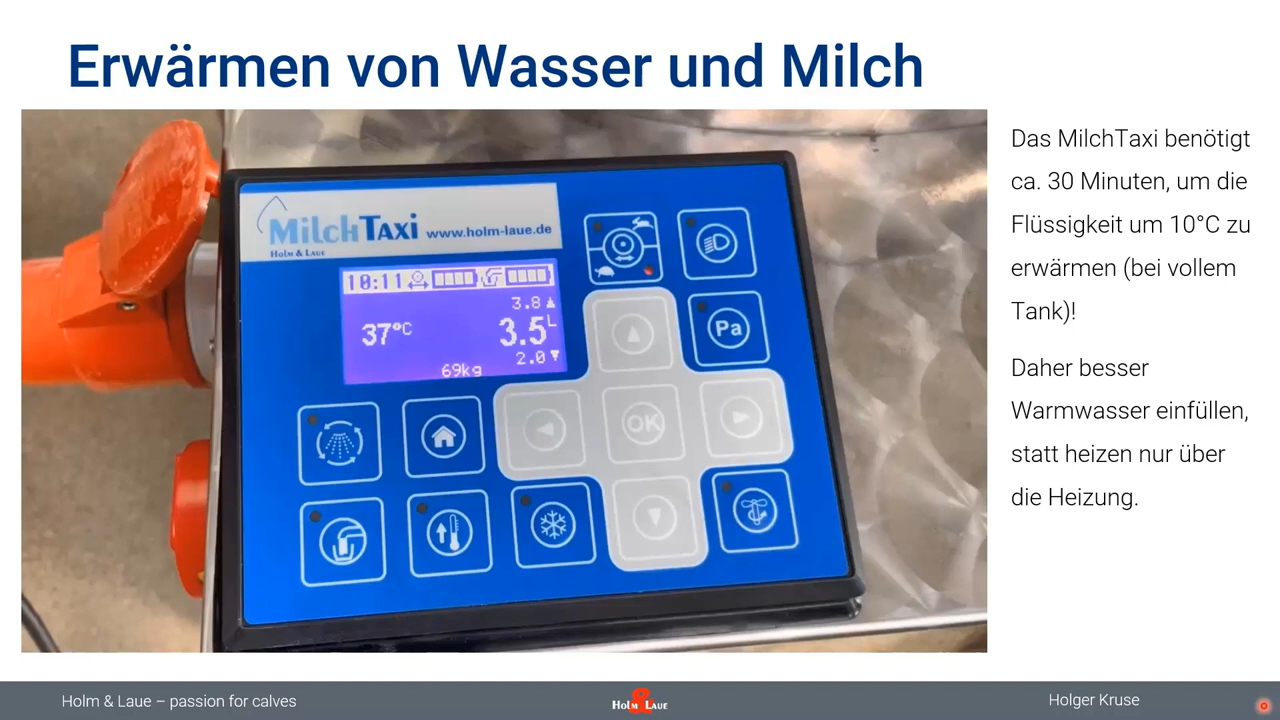 Erwärmen von Wasser und Milch
MilchTaxi www.holm-laue.de
Holm & Laue
10:11
3.8
37°C 3.5L
2.0
69kg
Pa
OK
Das MilchTaxi benötigt
ca. 30 Minuten, um die
Flüssigkeit um 10°C zu
erwärmen (bei vollem
Tank)!
Daher besser
Warmwasser einfüllen,
statt heizen nur über
die Heizung.
Holm & Laue – passion for calves
Holm & Laue
Holger Kruse